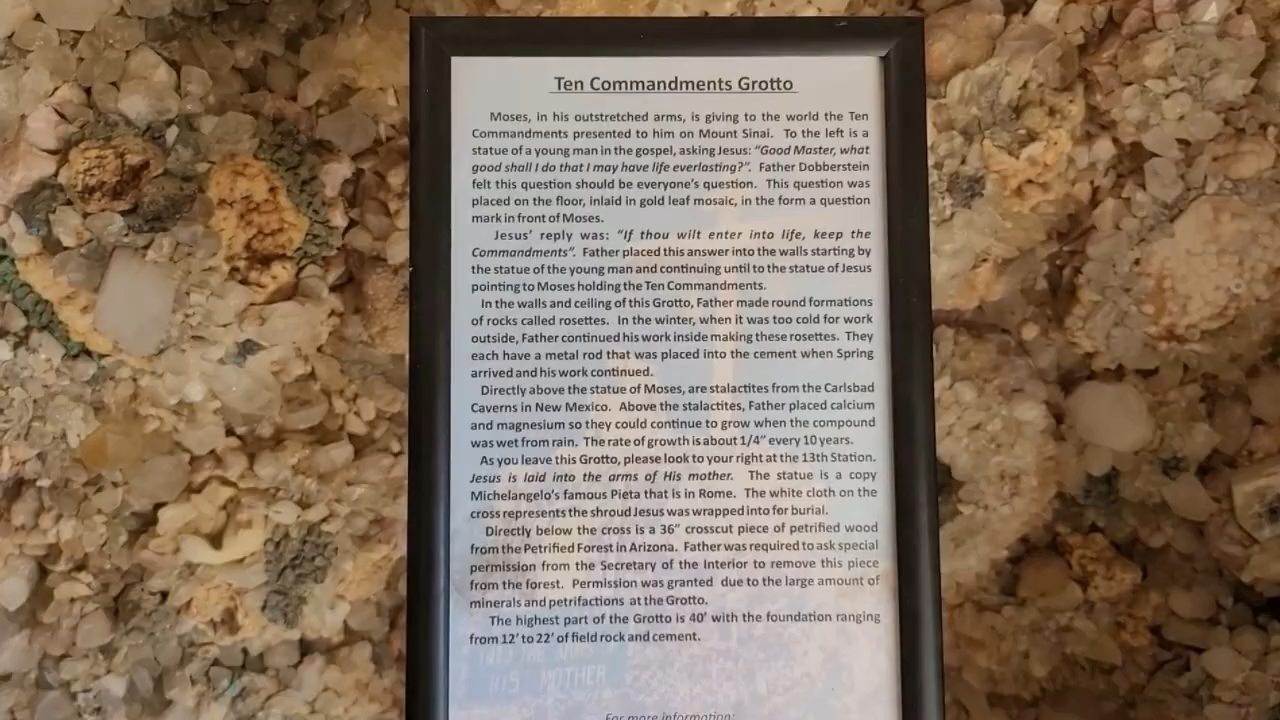 Ten Commandments Grotto
Moses, in his outstretched arms, is giving to the world the Ten
Commandments presented to him on Mount Sinai. To the left is a
statue of a young man in the gospel, asking Jesus: “Good Master, what
good shall I do that I may have life everlasting?”. Father Dobberstein
felt this question should be everyone’s question. This question was
placed on the floor, inlaid in gold leaf mosaic, in the form a question
mark in front of Moses.
Jesus’ reply was: “If thou wilt enter into life, keep the
Commandments”. Father placed this answer into the walls starting by
the statue of the young man and continuing until to the statue of Jesus
pointing to Moses holding the Ten Commandments.
In the walls and ceiling of this Grotto, Father made round formations
of rocks called rosettes. In the winter, when it was too cold for work
outside, Father continued his work inside making these rosettes. They
each have a metal rod that was placed into the cement when Spring
arrived and his work continued.
Directly above the statue of Moses, are stalactites from the Carlsbad
Caverns in New Mexico. Above the stalactites, Father placed calcium
and magnesium so they could continue to grow when the compound
was wet from rain. The rate of growth is about 1/4” every 10 years.
As you leave this Grotto, please look to your right at the 13th Station.
Jesus is laid into the arms of His mother. The statue is a copy
Michelangelo’s famous Pieta that is in Rome. The white cloth on the
cross represents the shroud Jesus was wrapped into for burial.
Directly below the cross is a 36” crosscut piece of petrified wood
from the Petrified Forest in Arizona. Father was required to ask special
permission from the Secretary of the Interior to remove this piece
from the forest. Permission was granted due to the large amount of
minerals and petrifactions at the Grotto.
The highest part of the Grotto is 40’ with the foundation ranging
from 12’ to 22’ of field rock and cement.
HIS MOTHER
For more information: